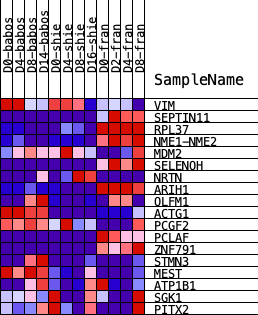 D0-babos
D4-babos
D8-babos
D14-babos
D0-shie
D4-shie
D8-shie
D16-shie
D0-fran
D2-fran
D4-fran
D8-fran
SampleName
VIM
SEPTIN11
RPL37
NME1-NME2
MDM2
SELENOH
NRTN
ARIH1
OLFM1
ACTG1
PCGF2
PCLAF
ZNF791
STMN3
MEST
ATP1B1
SGK1
PITX2